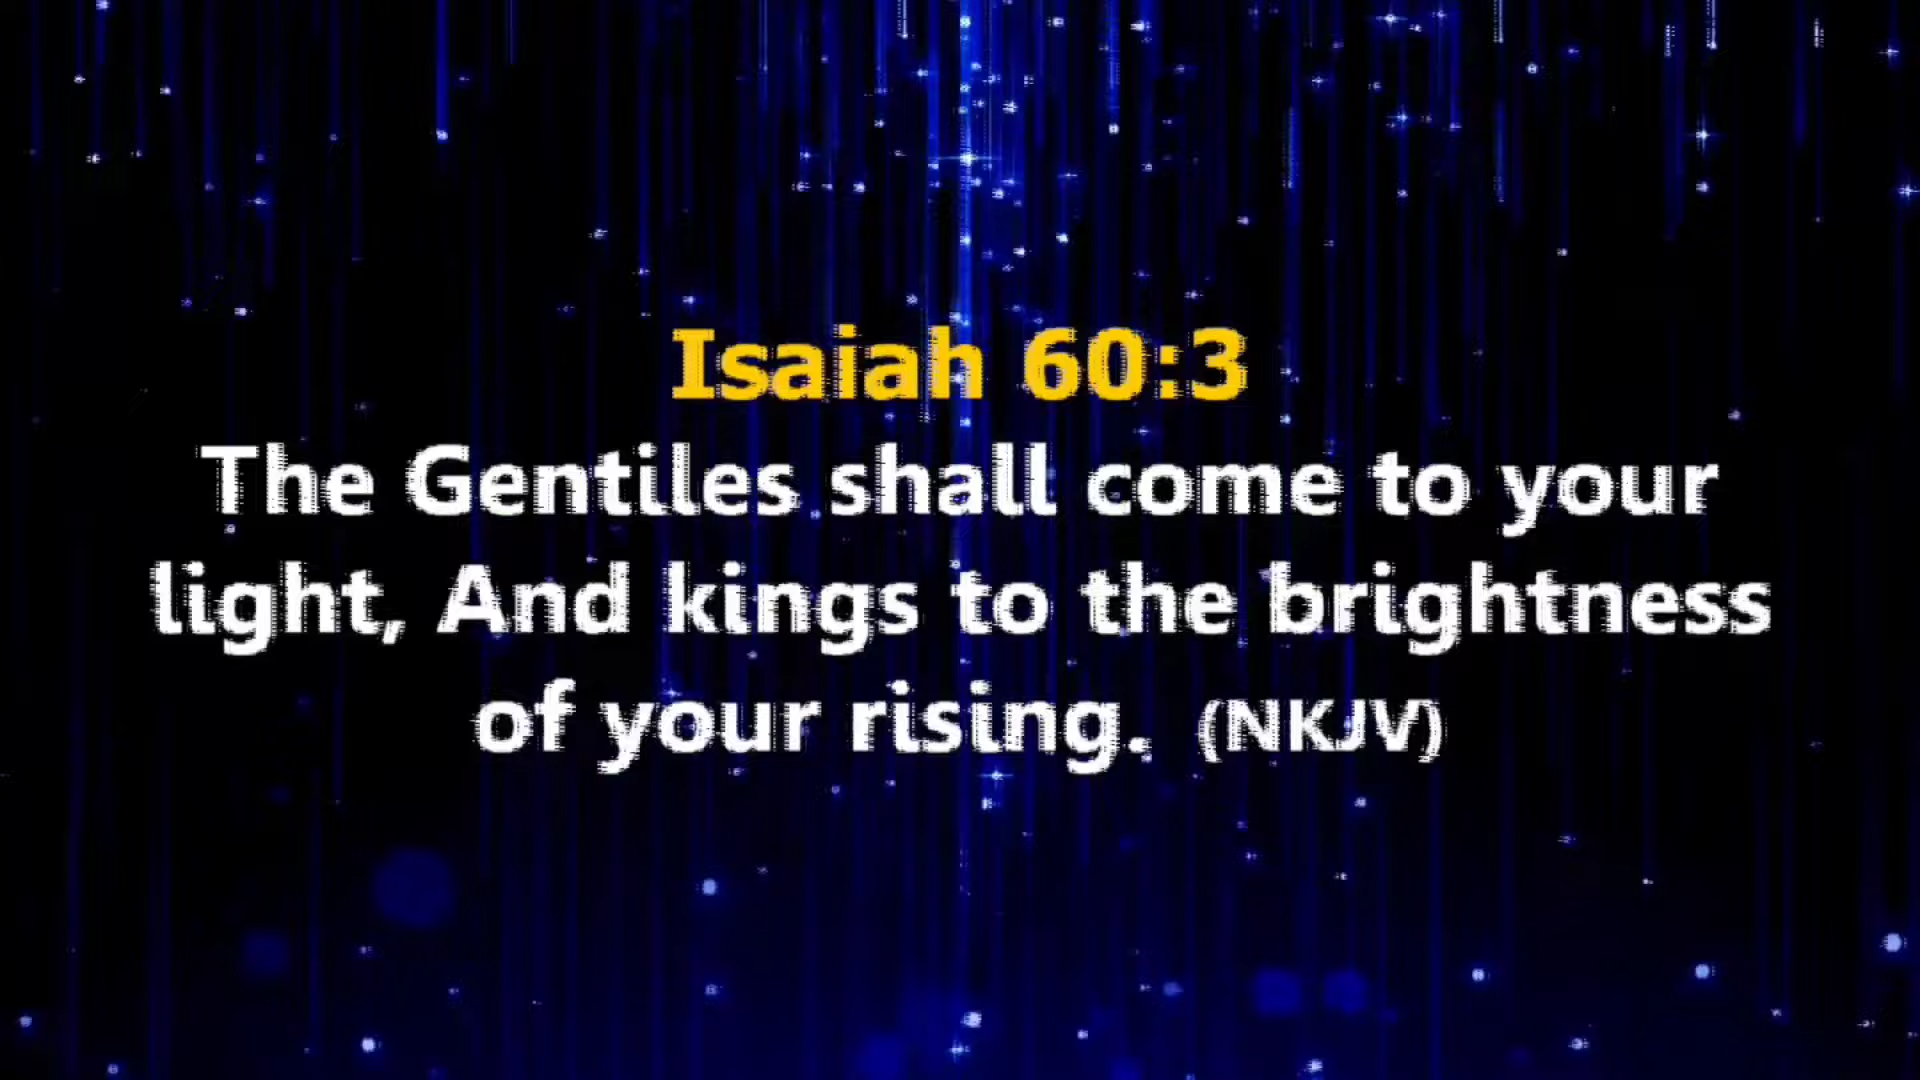 Isaiah 60:3
The Gentiles shall come to your
light, And kings to the brightness
of your rising. (NKJV)